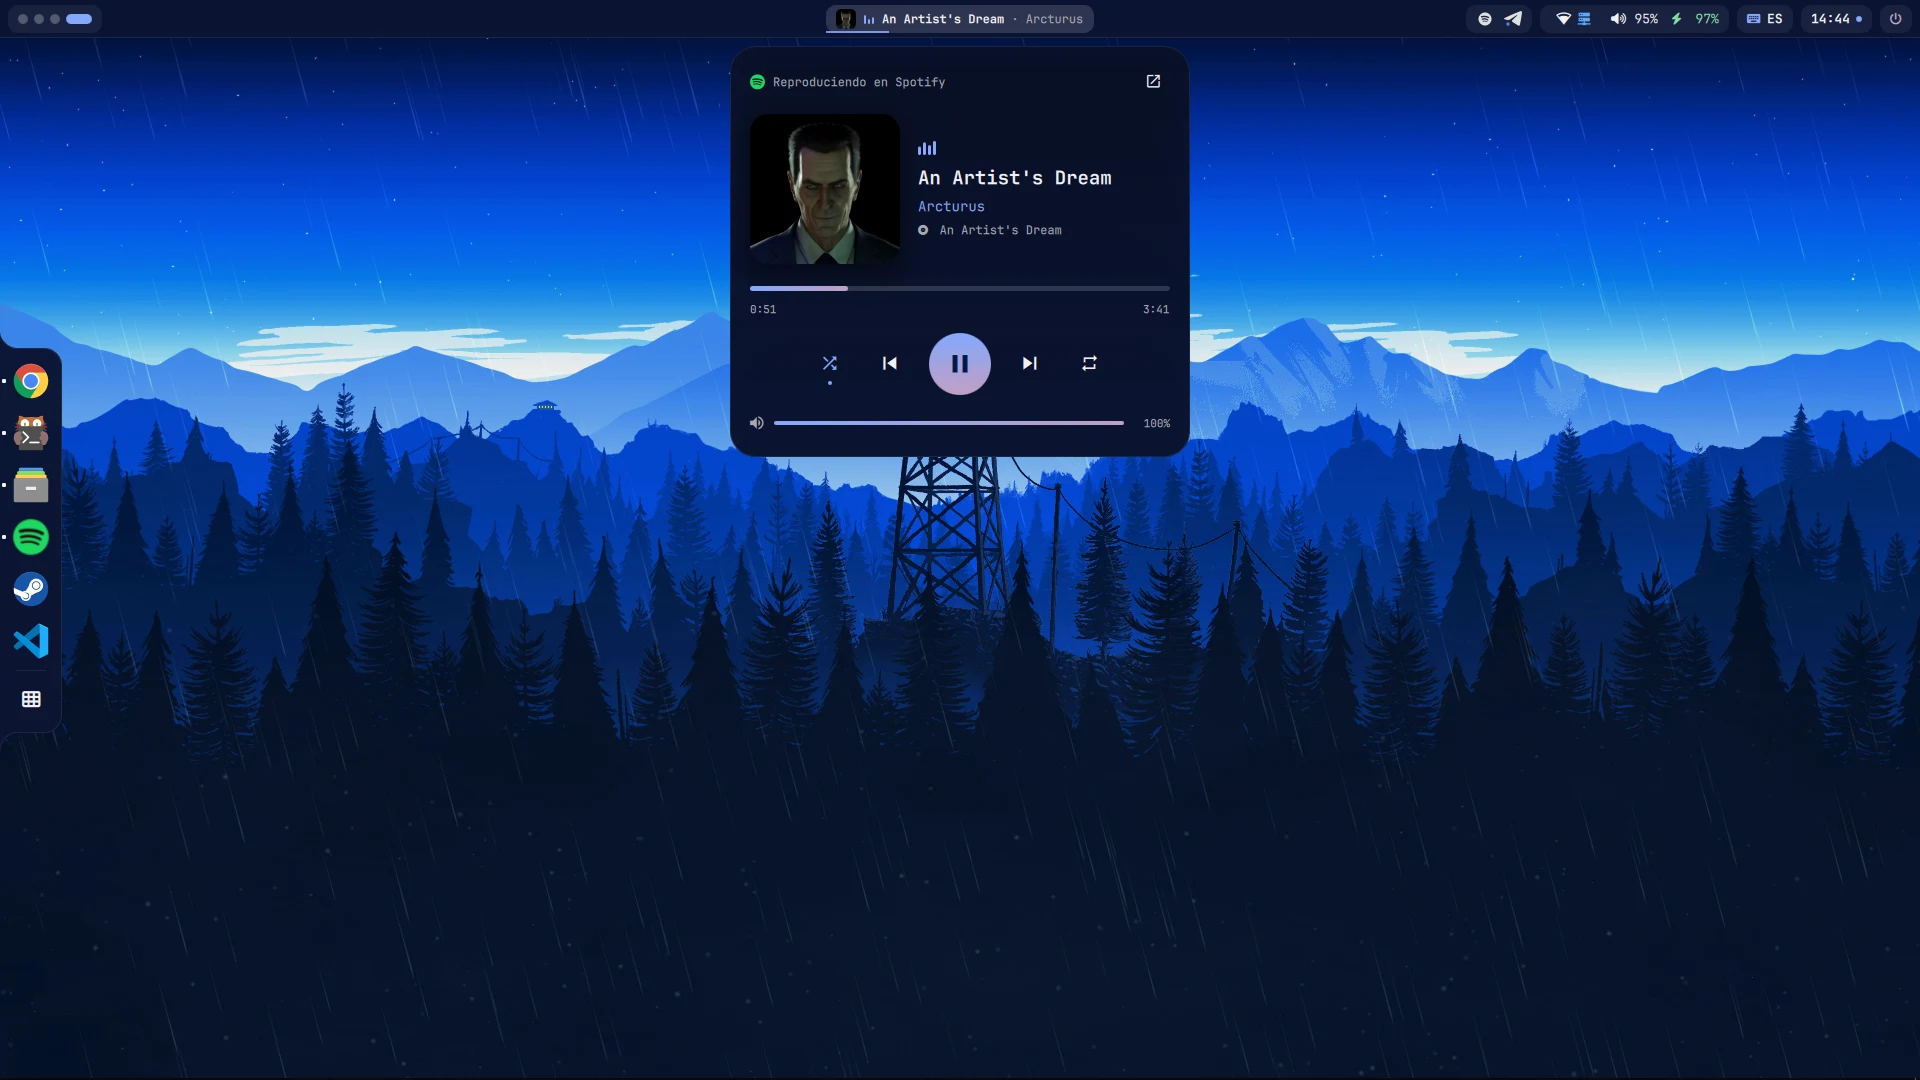 An Artist's Dream · Arcturus
95%
97%
ES
14:44
Reproduciendo en Spotify
An Artist's Dream
Arcturus
An Artist's Dream
0:51
3:41
100%